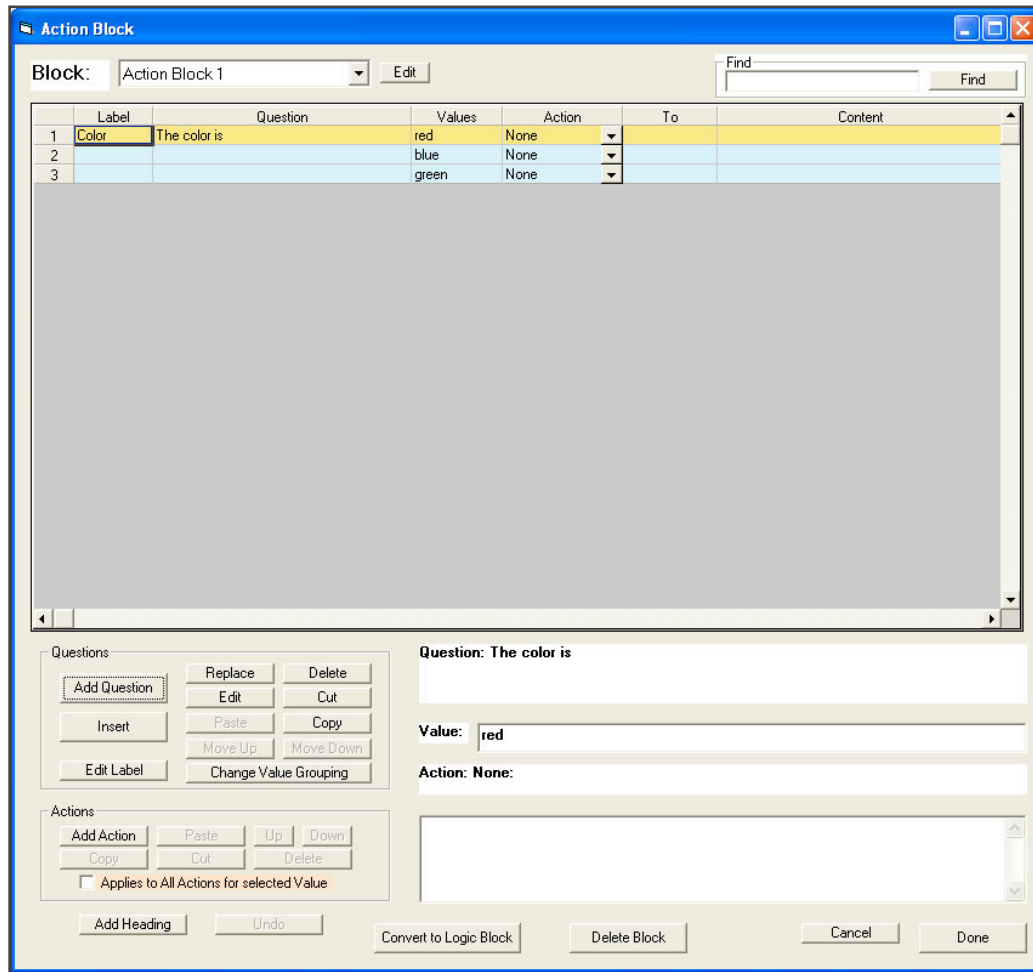 Action Block
Block: Action Block 1 Edit Find
Find
Label Question Values Action To Content
1 Color The color is red None
2 blue None
3 green None
Questions
Add Question Replace Delete
Edit Cut
Insert Paste Copy
Move Up Move Down
Edit Label Change Value Grouping
Question: The color is
Value: red
Action: None:
Actions
Add Action Paste Up Down
Copy Cut Delete
Applies to All Actions for selected Value
Add Heading Undo
Convert to Logic Block Delete Block Cancel Done